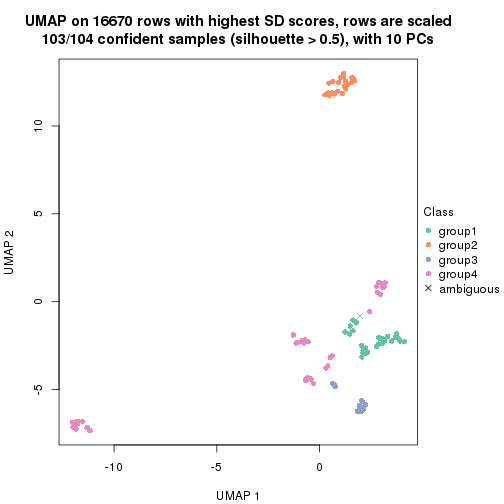 UMAP on 16670 rows with highest SD scores, rows are scaled
103/104 confident samples (silhouette > 0.5), with 10 PCs
UMAP 2
10
5
0
-5
-10
-5
0
UMAP 1
Class
group1
group2
group3
group4
ambiguous